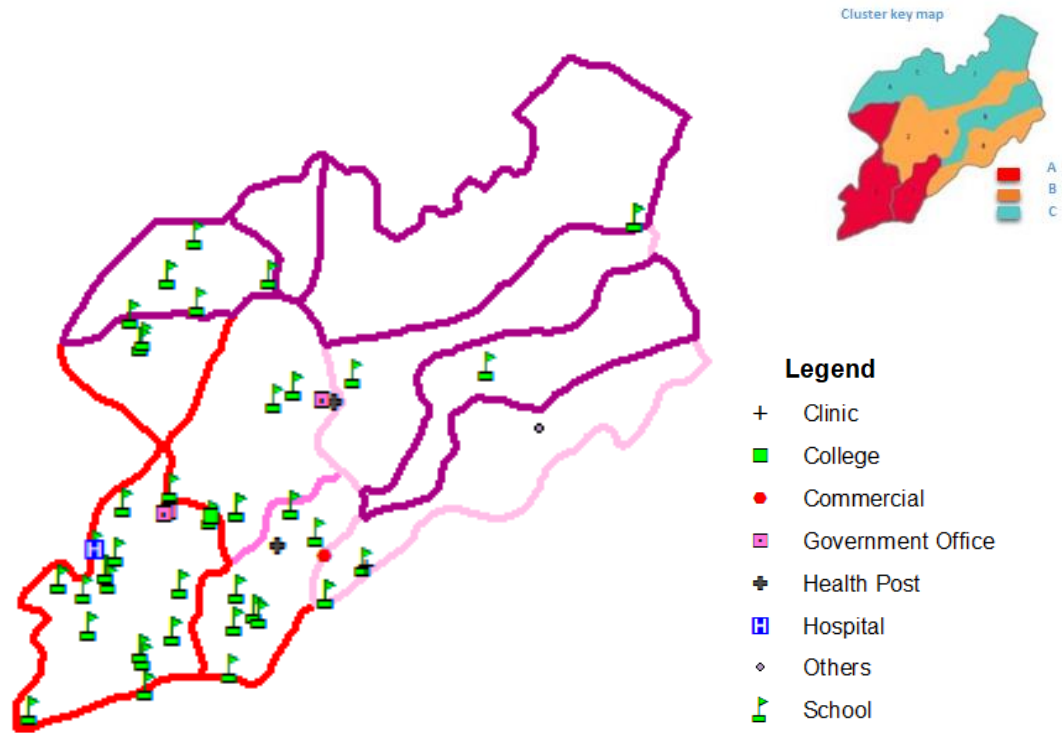 Cluster key map
A
B
C
Legend
Clinic
College
Commercial
Government Office
Health Post
H Hospital
Others
School
H